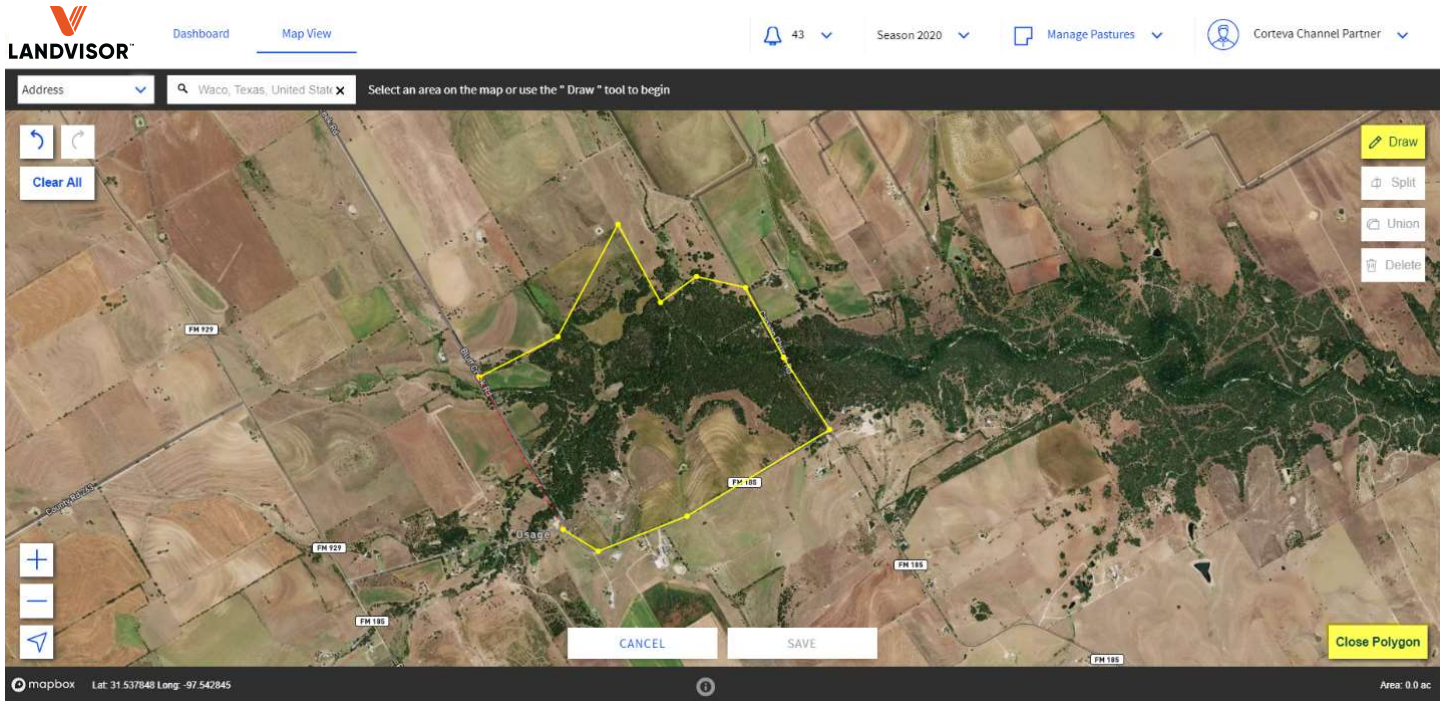 LANDVISOR™
Dashboard
Map View
43
Season 2020
Manage Pastures
Corteva Channel Partner
Address
Waco, Texas, United State
Select an area on the map or use the " Draw " tool to begin
Clear All
Draw
Split
Union
Delete
FM 929
FM 185
County Rd 263
Osage
FM 929
FM 185
FM 185
FM 185
CANCEL
SAVE
Close Polygon
mapbox
Lat: 31.537848 Long: -97.542845
Area: 0.0 ac